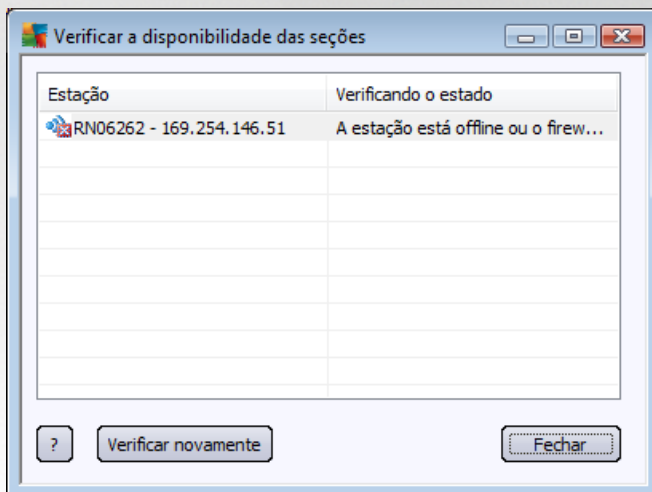 Verificar a disponibilidade das seções
Estação Verificando o estado
RN06262 - 169.254.146.51 A estação está offline ou o firew...
? Verificar novamente Fechar